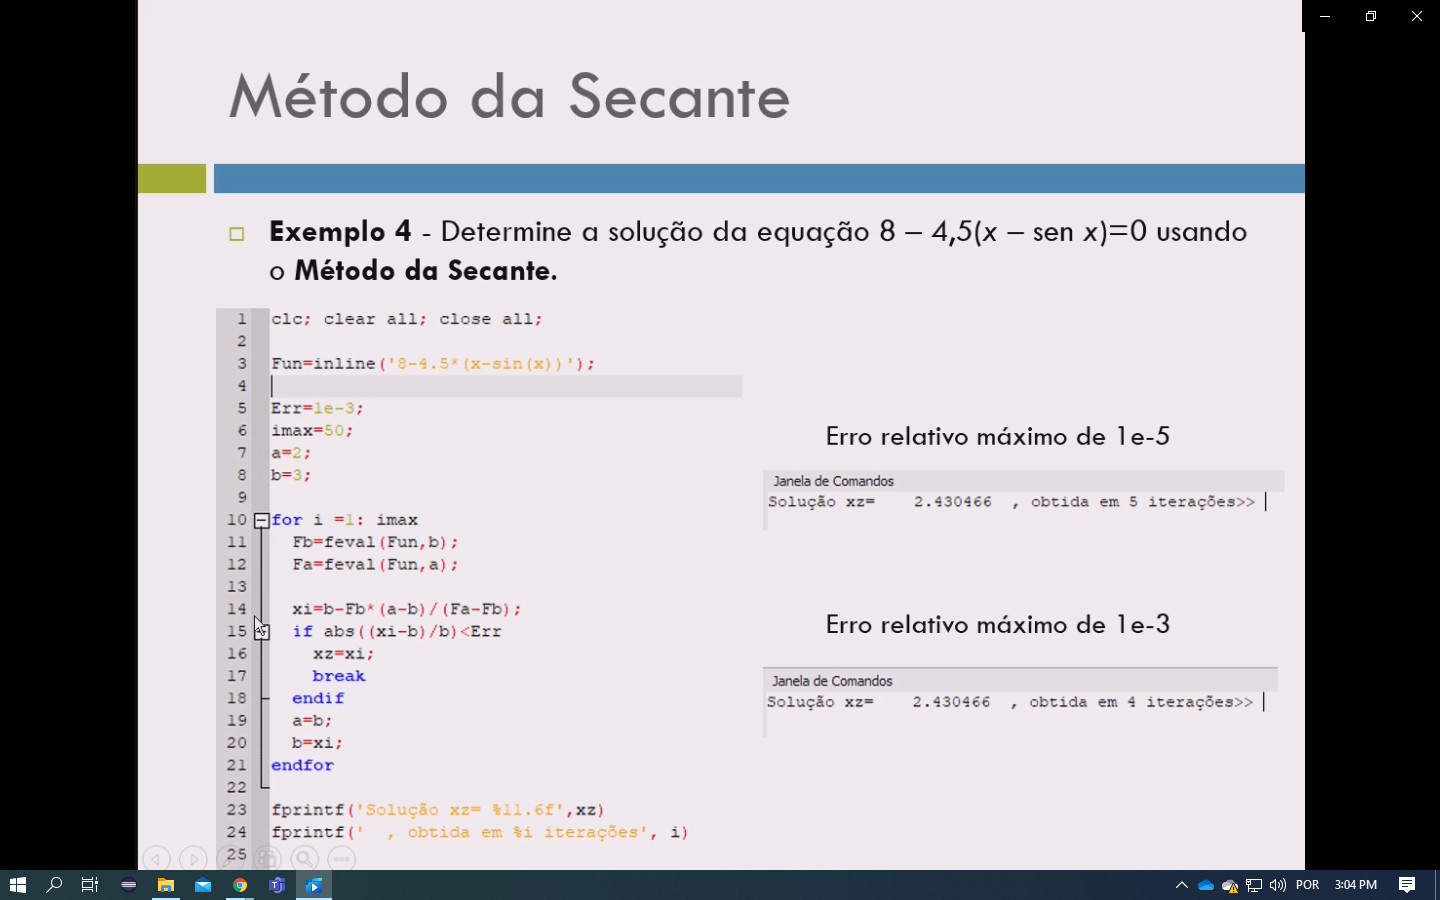 Método da Secante
Exemplo 4 - Determine a solução da equação 8 – 4,5(x – sen x)=0 usando
o Método da Secante.
1 clc; clear all; close all;
2
3 Fun=inline('8-4.5*(x-sin(x))');
4
5 Err=1e-3;
6 imax=50;
7 a=2;
8 b=3;
9
10 for i =1: imax
11 Fb=feval(Fun,b);
12 Fa=feval(Fun,a);
13
14 xi=b-Fb*(a-b)/(Fa-Fb);
15 if abs((xi-b)/b)<Err
16 xz=xi;
17 break
18 endif
19 a=b;
20 b=xi;
21 endfor
22
23 fprintf('Solução xz= %11.6f',xz)
24 fprintf('  , obtida em %i iterações', i)
25
Erro relativo máximo de 1e-5
Janela de Comandos
Solução xz=    2.430466  , obtida em 5 iterações>>
Erro relativo máximo de 1e-3
Janela de Comandos
Solução xz=    2.430466  , obtida em 4 iterações>>
POR
3:04 PM